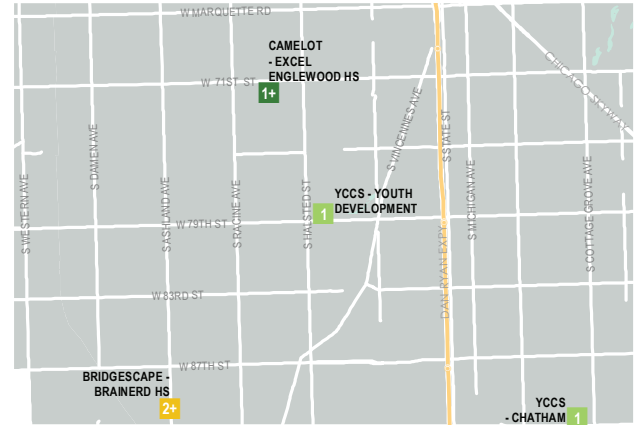 W MARQUETTE RD
CAMELOT
- EXCEL
ENGLEWOOD HS
W 71ST ST
1+
CHICAGO SKYWAY
S WESTERN AVE
S DAMEN AVE
S ASHLAND AVE
S RACINE AVE
S HALSTED ST
S VINCENNES AVE
S STATE ST
S MICHIGAN AVE
S COTTAGE GROVE AVE
YCCS - YOUTH
DEVELOPMENT
1
W 79TH ST
DAN RYAN EXPY
W 83RD ST
W 87TH ST
BRIDGESCAPE -
BRAINERD HS
2+
YCCS
- CHATHAM
1